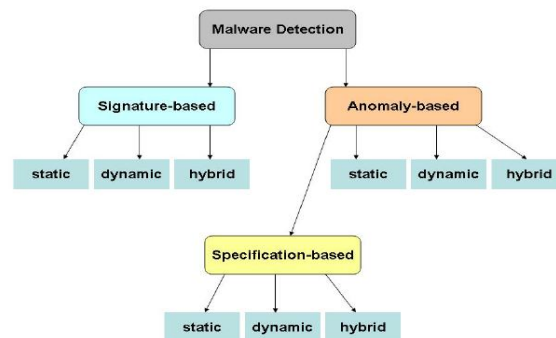 Malware Detection
Signature-based
Anomaly-based
static
dynamic
hybrid
static
dynamic
hybrid
Specification-based
static
dynamic
hybrid